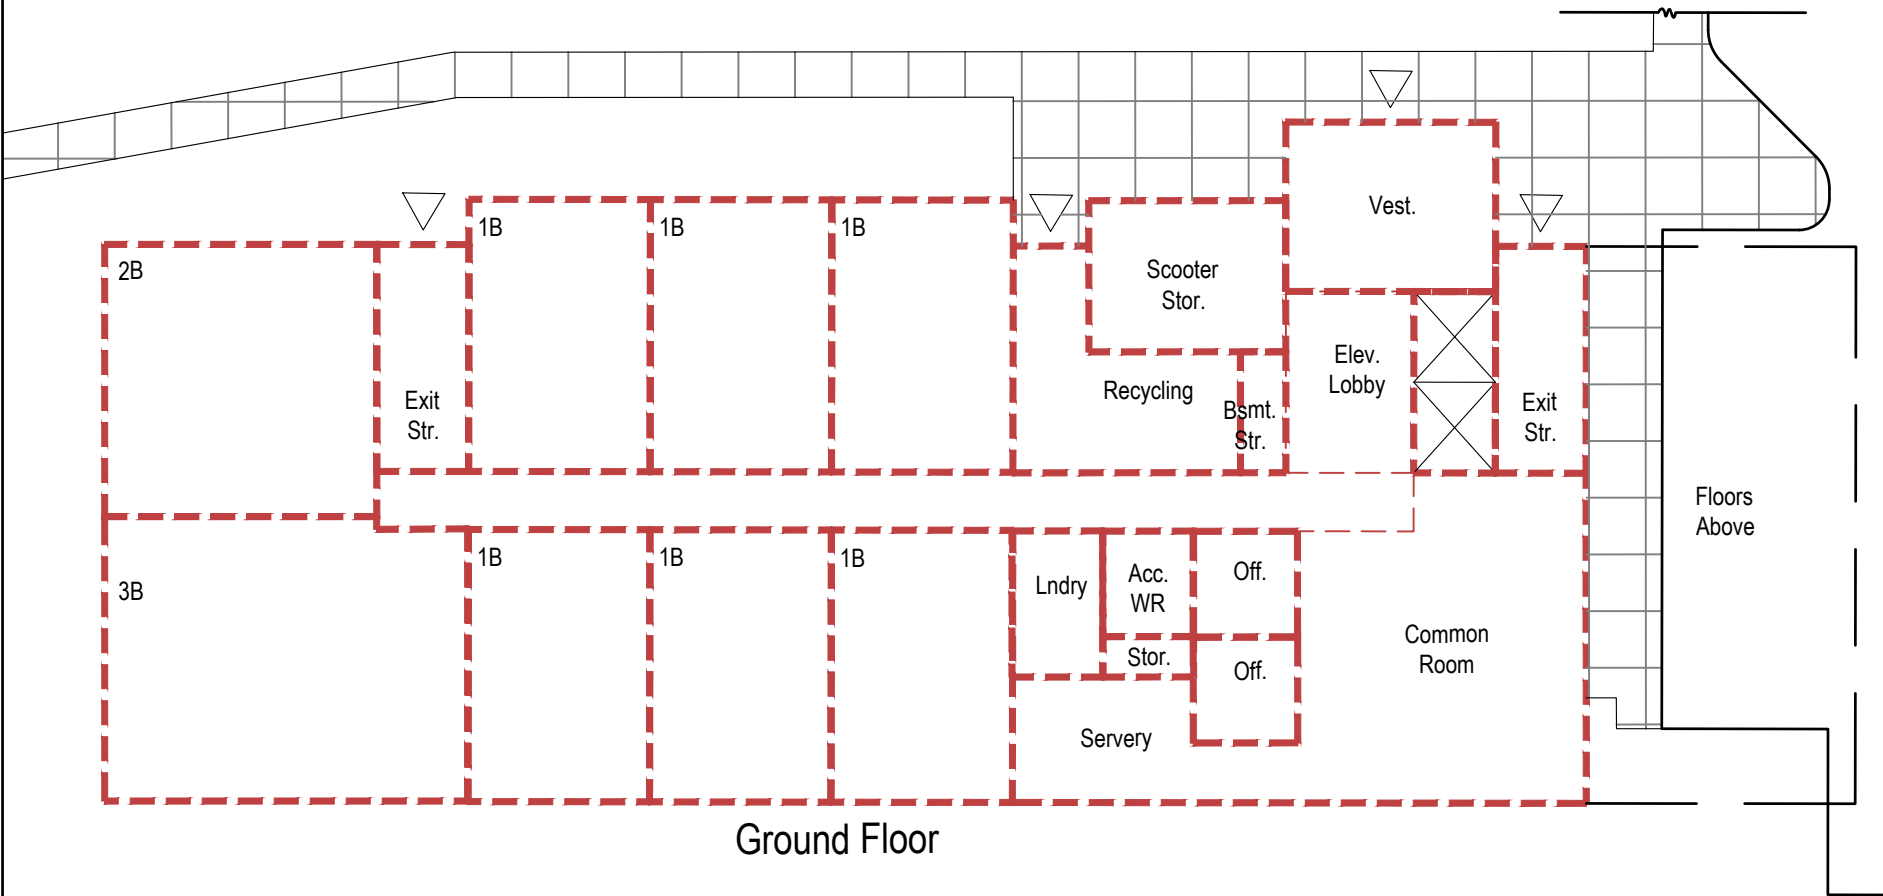 Vest.
1B
1B
1B
2B
Scooter
Stor.
Elev.
Lobby
Recycling
Exit
Str.
Bsmt.
Str.
Exit
Str.
Floors
Above
1B
1B
1B
3B
Lndry
Acc.
WR
Off.
Common
Room
Stor.
Off.
Servery
Ground Floor